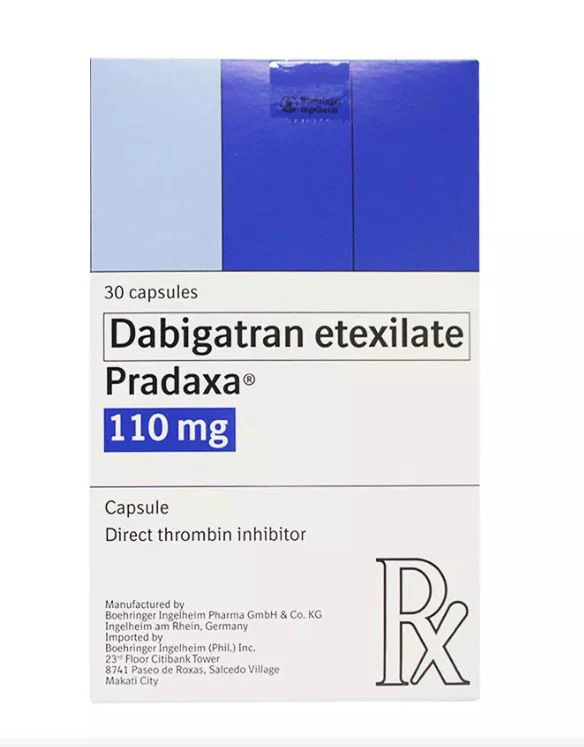 Boehringer
Ingelheim
30 capsules
Dabigatran etexilate
Pradaxa®
110 mg
Capsule
Direct thrombin inhibitor
Manufactured by
Boehringer Ingelheim Pharma GmbH & Co. KG
Ingelheim am Rhein, Germany
Imported by
Boehringer Ingelheim (Phil.) Inc.
23rd Floor Citibank Tower
8741 Paseo de Roxas, Salcedo Village
Makati City
Rx